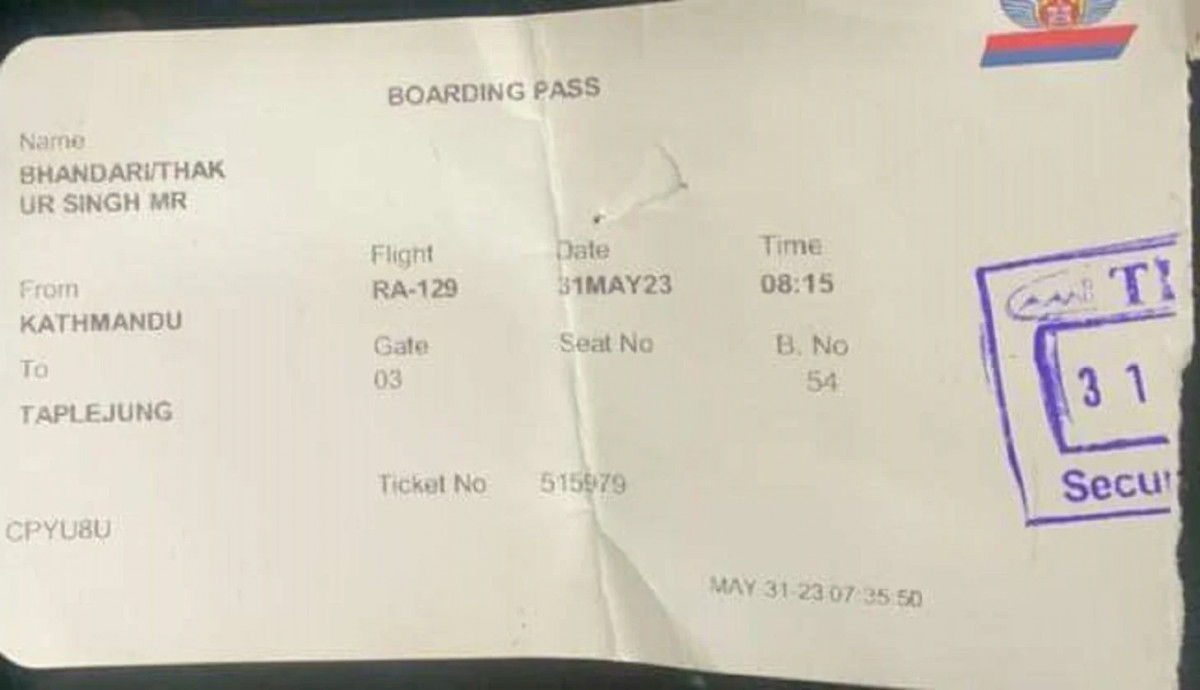 BOARDING PASS
Name
BHANDARI/THAK
UR SINGH MR
Flight Date Time
From RA-129 31MAY23 08:15
KATHMANDU
Gate Seat No B. No
To 03 54
TAPLEJUNG
Ticket No 515979
CPYU8U
MAY 31-23 07:35:50
31
Secur